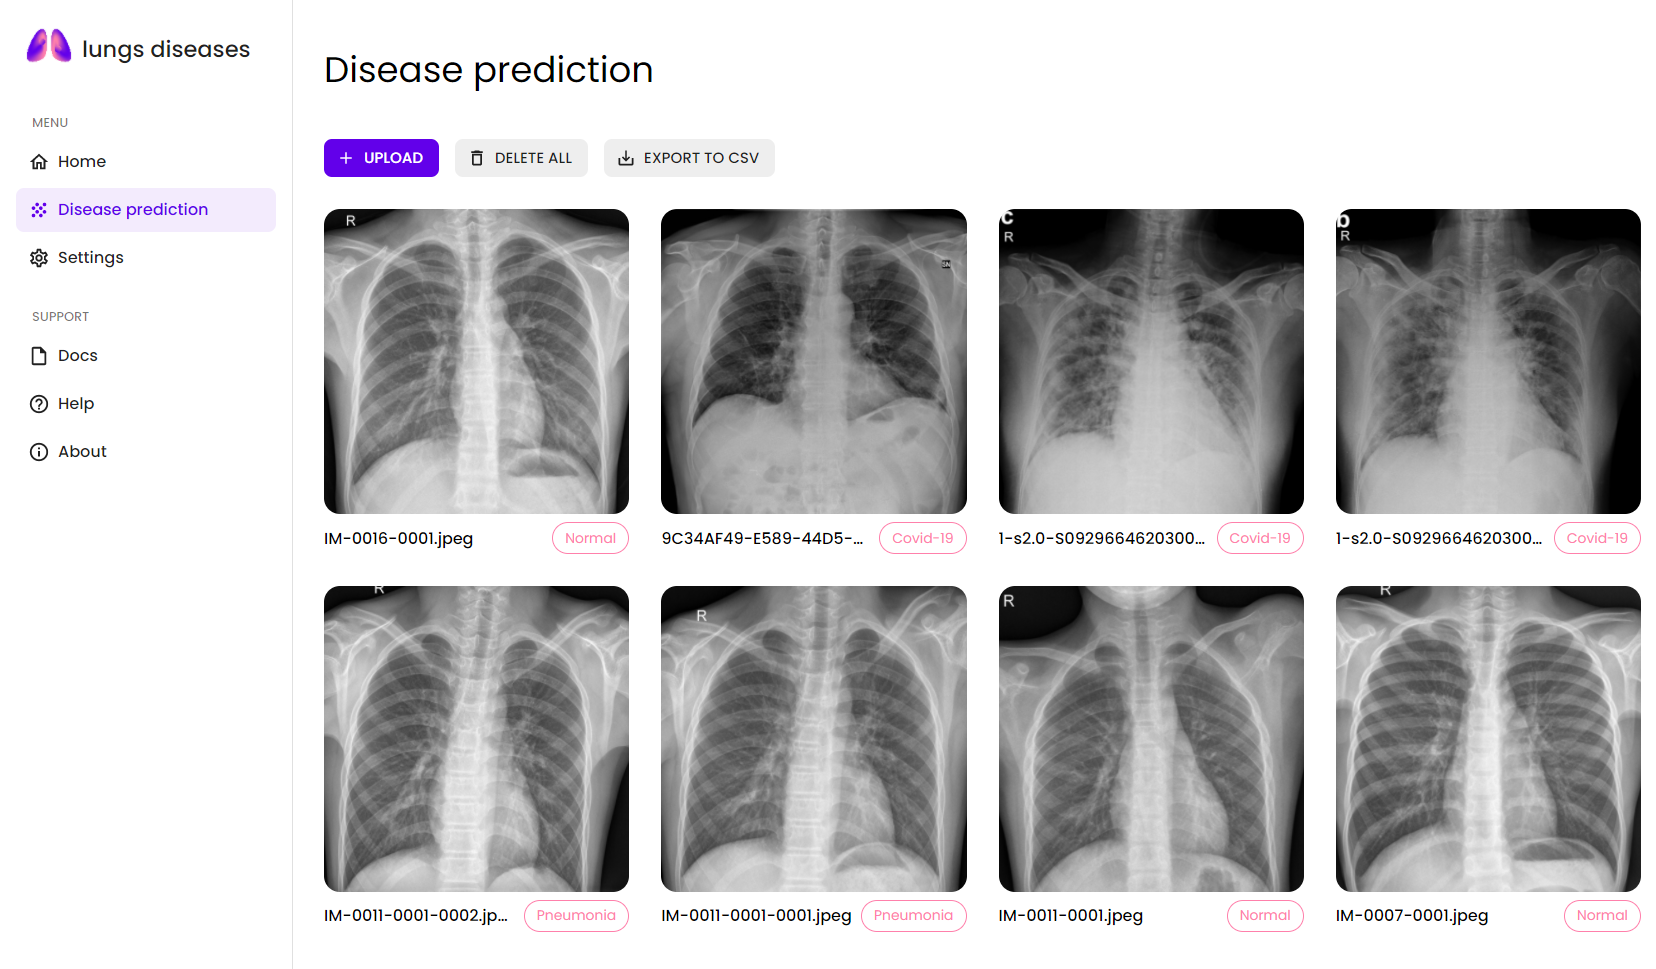 lungs diseases
MENU
Home
Disease prediction
Settings
SUPPORT
Docs
Help
About
Disease prediction
UPLOAD
DELETE ALL
EXPORT TO CSV
R
c
R
b
R
IM-0016-0001.jpeg
Normal
9C34AF49-E589-44D5-...
Covid-19
1-s2.0-S0929664620300...
Covid-19
1-s2.0-S0929664620300...
Covid-19
R
R
R
R
IM-0011-0001-0002.jp...
Pneumonia
IM-0011-0001-0001.jpeg
Pneumonia
IM-0011-0001.jpeg
Normal
IM-0007-0001.jpeg
Normal